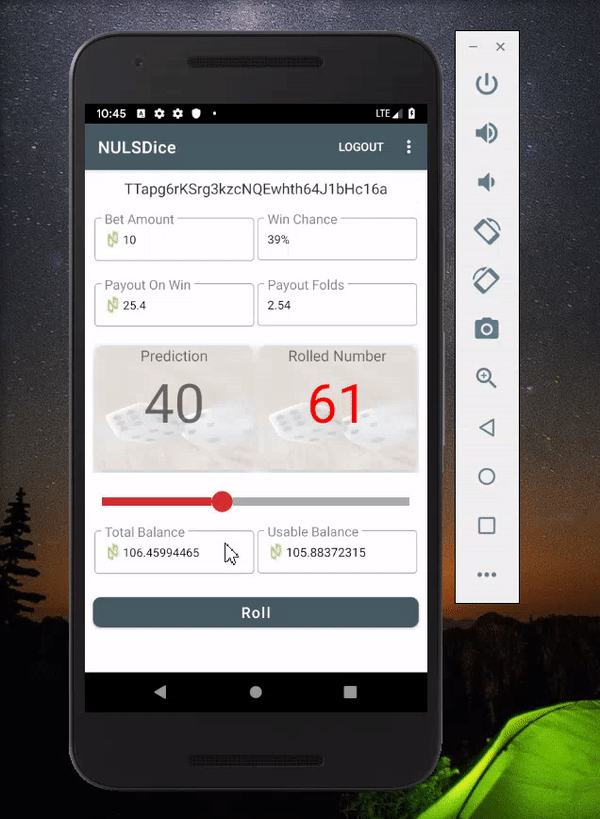 10:45 LTE
NULSDice LOGOUT
TTapg6rKSrg3kzcNQEwhth64J1bHc16a
Bet Amount Win Chance
10 39%
Payout On Win Payout Folds
25.4 2.54
Prediction Rolled Number
40 61
Total Balance Usable Balance
106.45994465 105.88372315
Roll